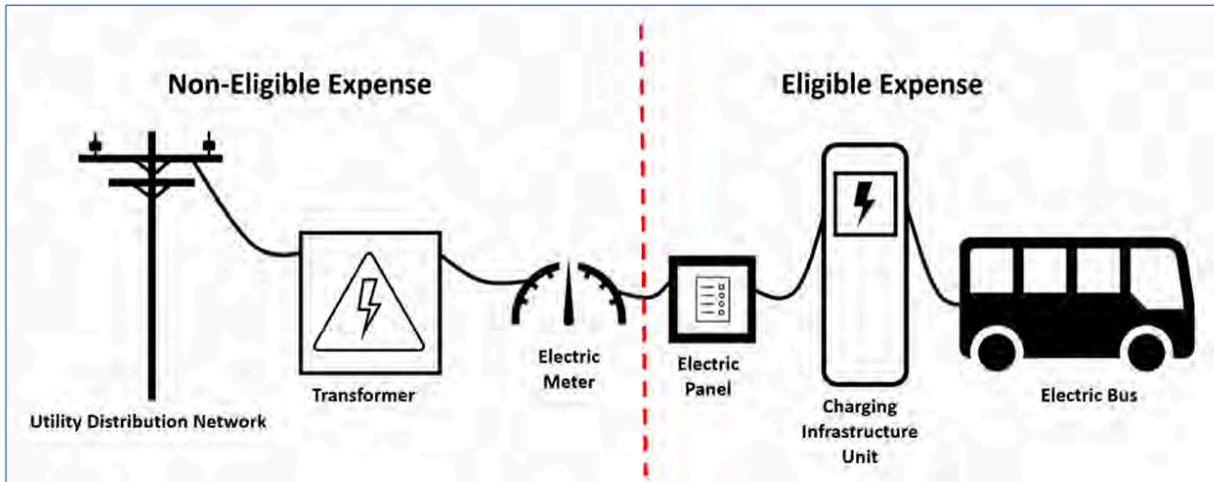 Non-Eligible Expense
Eligible Expense
Utility Distribution Network
Transformer
Electric
Meter
Electric
Panel
Charging
Infrastructure
Unit
Electric Bus